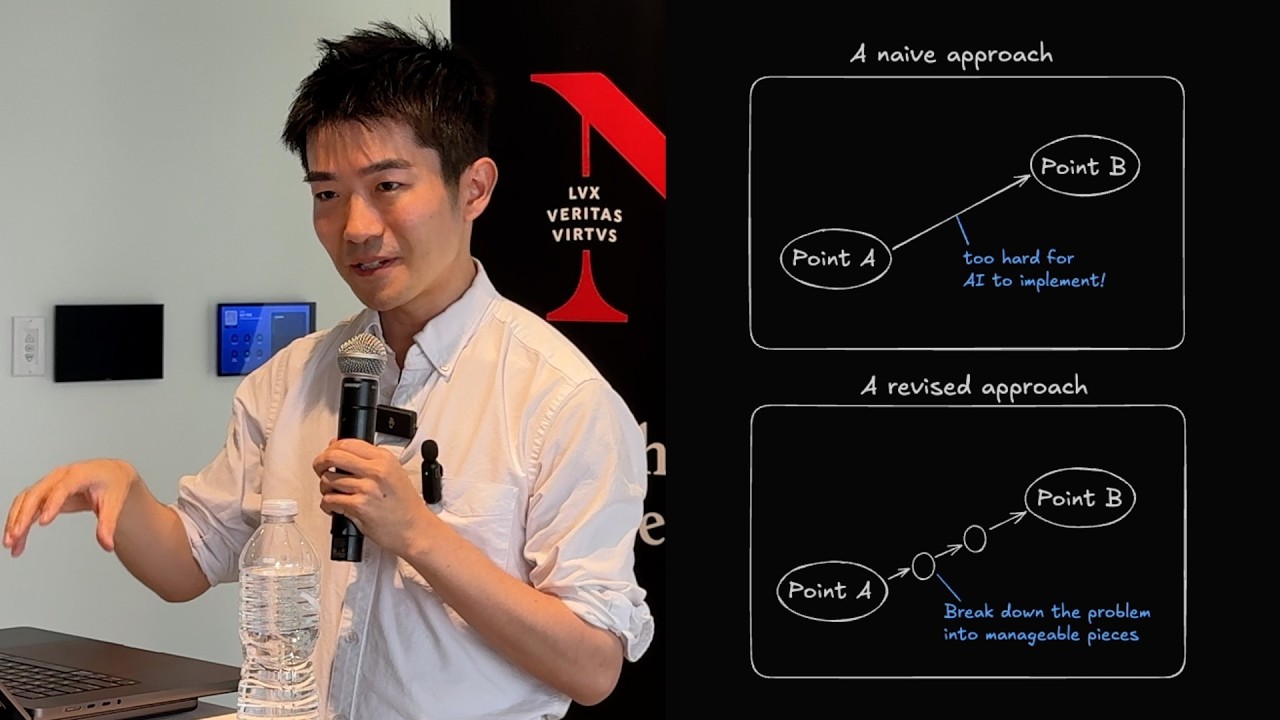 N
LVX
VERITAS
VIRTVS
A naive approach
Point B
Point A
too hard for
AI to implement!
A revised approach
Point B
Point A
Break down the problem
into manageable pieces